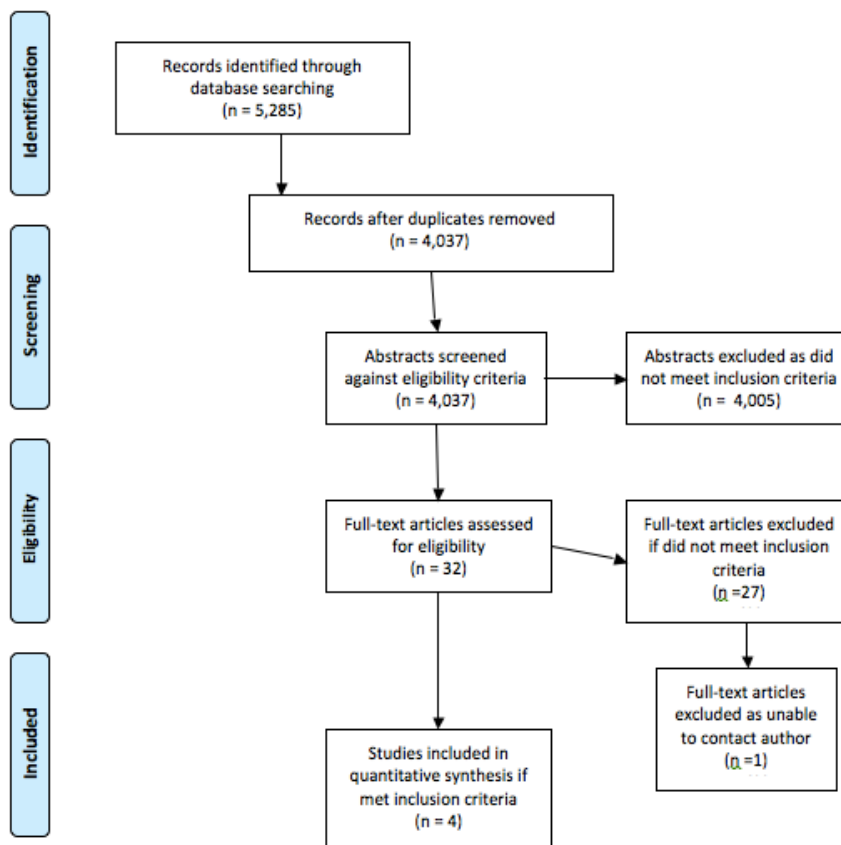 Identification
Records identified through
database searching
(n = 5,285)
Records after duplicates removed
(n = 4,037)
Screening
Abstracts screened
against eligibility criteria
(n = 4,037)
Abstracts excluded as did
not meet inclusion criteria
(n = 4,005)
Eligibility
Full-text articles assessed
for eligibility
(n = 32)
Full-text articles excluded
if did not meet inclusion
criteria
(n =27)
Included
Full-text articles
excluded as unable
to contact author
(n =1)
Studies included in
quantitative synthesis if
met inclusion criteria
(n = 4)